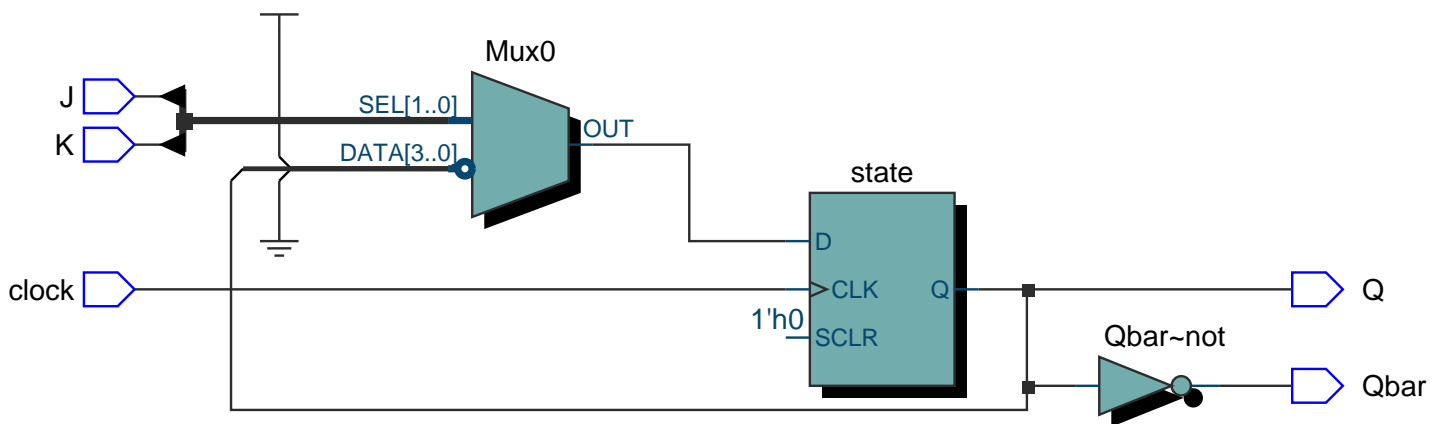 Mux0
J
SEL[1..0]
OUT
K
DATA[3..0]
state
D
clock
CLK
Q
Q
1'h0
SCLR
Qbar~not
Qbar